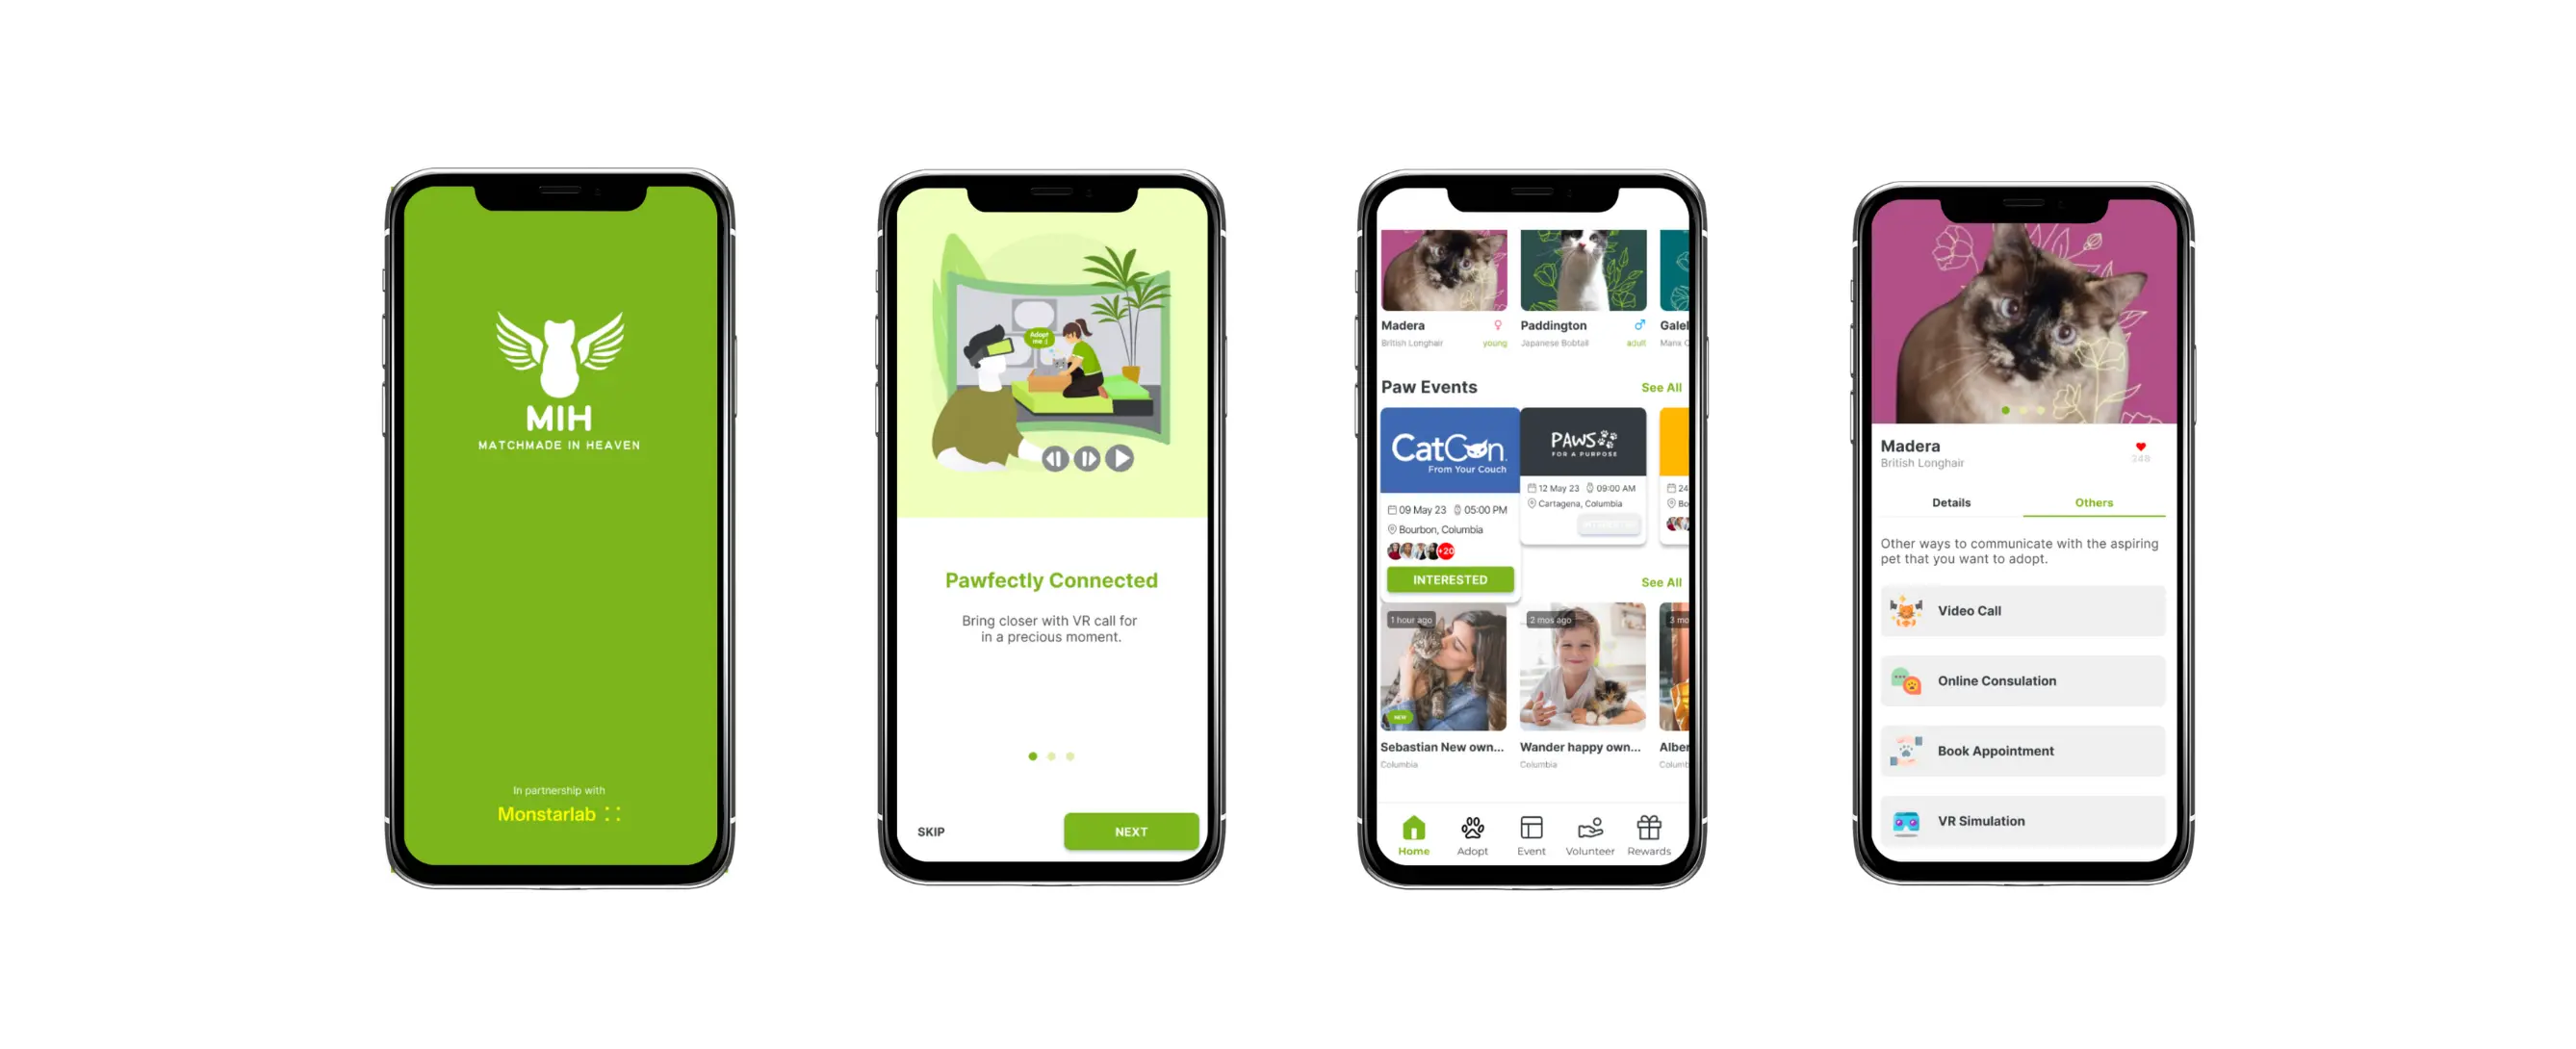 MIH
MATCHMADE IN HEAVEN
In partnership with
Monstarlab
Adopt
me :)
Pawfectly Connected
Bring closer with VR call for
in a precious moment.
SKIP
NEXT
Madera
British Longhair
young
Paddington
Japanese Bobtail
adult
Galel
Manx C
Paw Events
See All
CatCon
From Your Couch
09 May 23
05:00 PM
Bourbon, Columbia
+20
INTERESTED
PAWS
FOR A PURPOSE
12 May 23
09:00 AM
Cartagena, Columbia
INTERESTED
24
Bo
See All
1 hour ago
NEW
Sebastian New own...
Columbia
2 mos ago
Wander happy own...
Columbia
3 mo
Alber
Columb
Home
Adopt
Event
Volunteer
Rewards
Madera
British Longhair
248
Details
Others
Other ways to communicate with the aspiring
pet that you want to adopt.
Video Call
Online Consulation
Book Appointment
VR Simulation